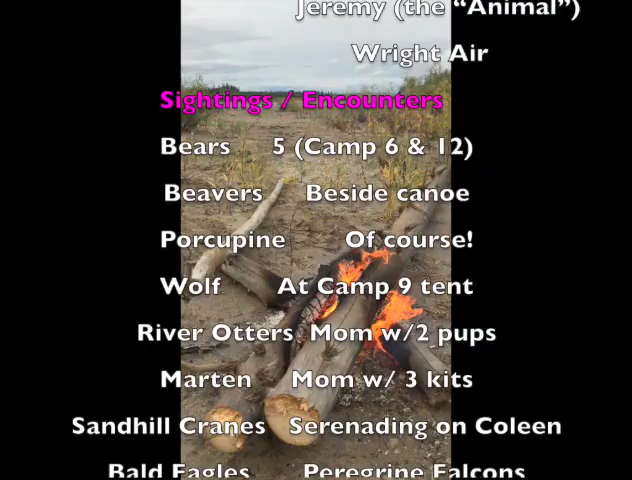 Jeremy (the “Animal”)
Wright Air
Sightings / Encounters
Bears 5 (Camp 6 & 12)
Beavers Beside canoe
Porcupine Of course!
Wolf At Camp 9 tent
River Otters Mom w/2 pups
Marten Mom w/ 3 kits
Sandhill Cranes Serenading on Coleen
Bald Eagles Peregrine Falcons